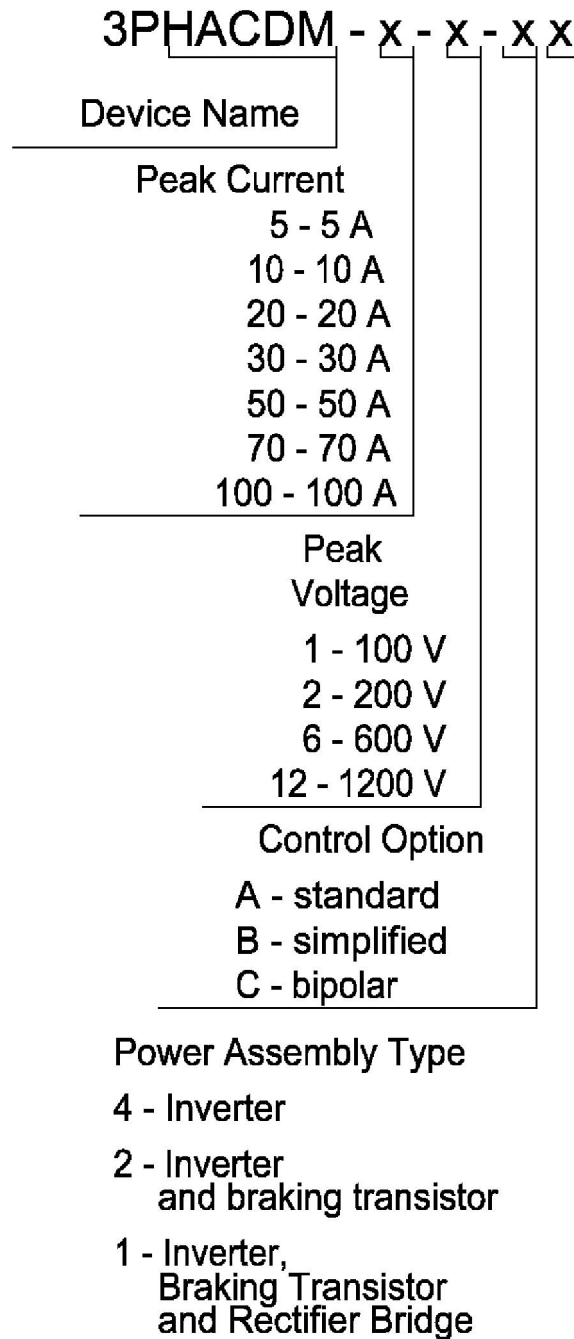 3PHACDM - x - x - x x
Device Name
Peak Current
5 - 5 A
10 - 10 A
20 - 20 A
30 - 30 A
50 - 50 A
70 - 70 A
100 - 100 A
Peak
Voltage
1 - 100 V
2 - 200 V
6 - 600 V
12 - 1200 V
Control Option
A - standard
B - simplified
C - bipolar
Power Assembly Type
4 - Inverter
2 - Inverter
and braking transistor
1 - Inverter,
Braking Transistor
and Rectifier Bridge